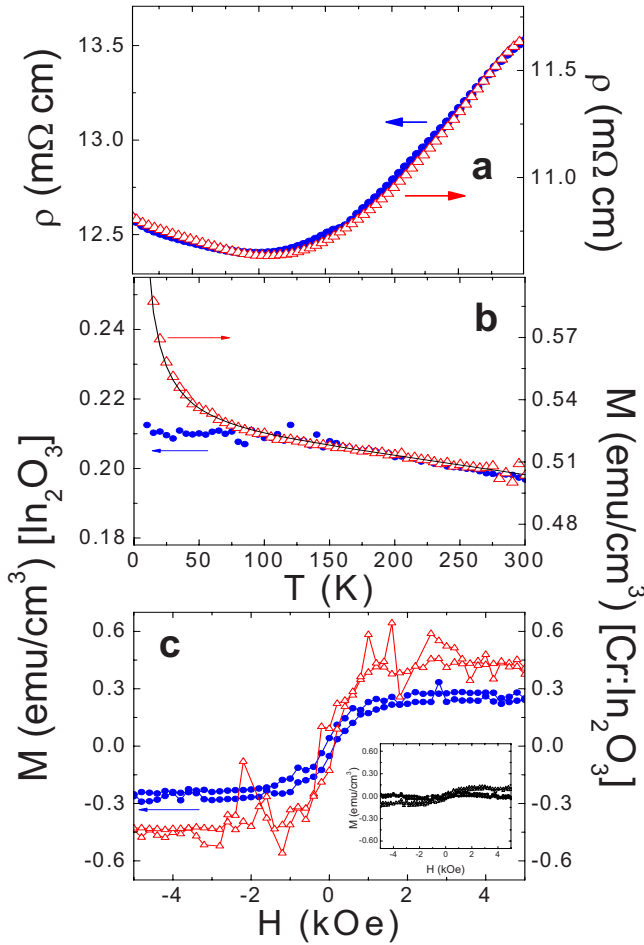 13.5
13.0
12.5
ρ (mΩ cm)
11.5
11.0
ρ (mΩ cm)
a
0.24
0.22
0.20
0.18
b
0.57
0.54
0.51
0.48
0 50 100 150 200 250 300
T (K)
M (emu/cm³) [In₂O₃]
M (emu/cm³) [Cr:In₂O₃]
c
0.6
0.3
0.0
-0.3
-0.6
0.6
0.3
0.0
-0.3
-0.6
M (emu/cm³)
0.60
0.30
0.00
-0.30
-0.60
-4 -2 0 2 4
H (kOe)
-4 -2 0 2 4
H (kOe)